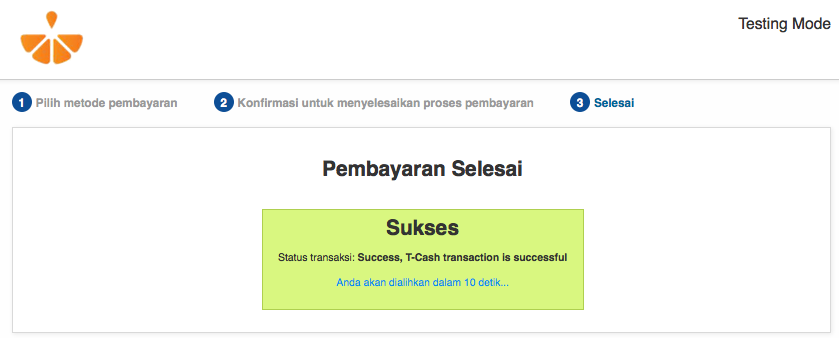 Testing Mode
1 Pilih metode pembayaran 2 Konfirmasi untuk menyelesaikan proses pembayaran 3 Selesai
Pembayaran Selesai
Sukses
Status transaksi: Success, T-Cash transaction is successful
Anda akan dialihkan dalam 10 detik...